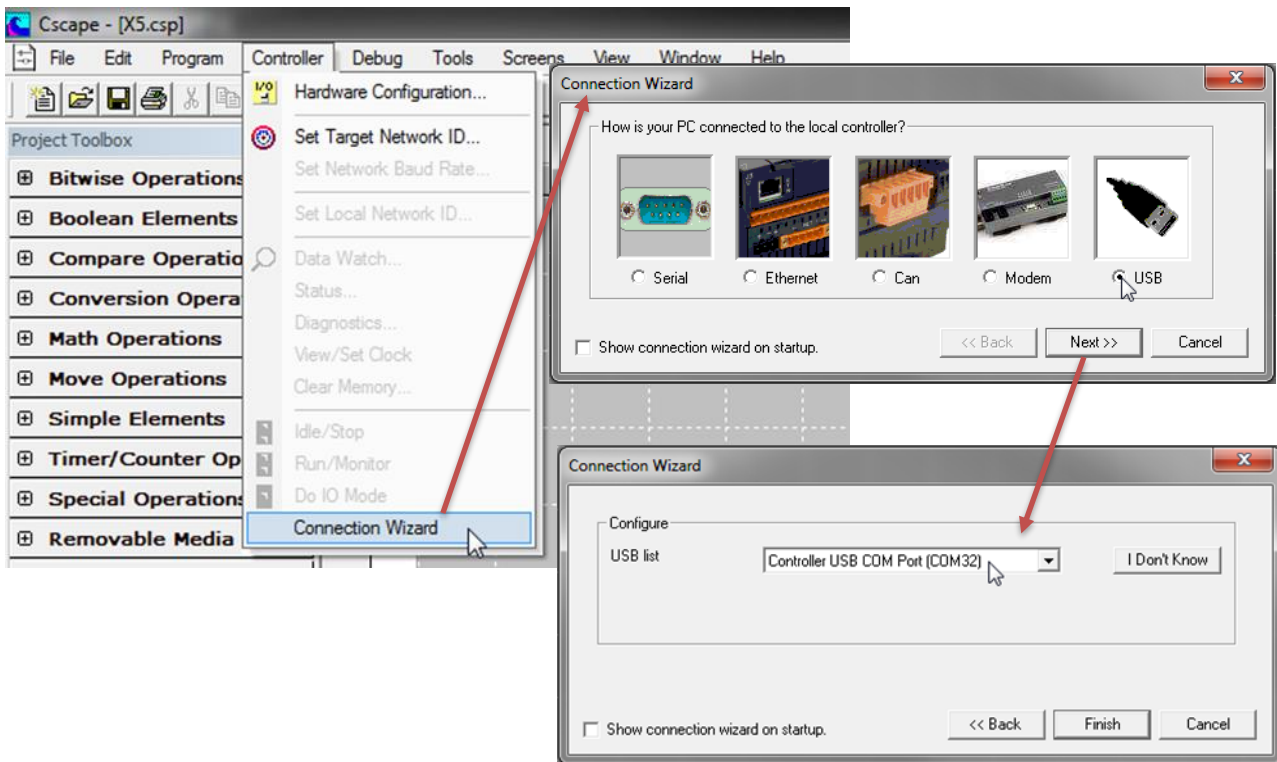 Cscape - [X5.csp]
File Edit Program Controller Debug Tools Screens View Window Help
Project Toolbox
Bitwise Operations
Boolean Elements
Compare Operatio
Conversion Opera
Math Operations
Move Operations
Simple Elements
Timer/Counter Op
Special Operations
Removable Media
I/O
Hardware Configuration...
Set Target Network ID...
Set Network Baud Rate...
Set Local Network ID...
Data Watch...
Status...
Diagnostics...
View/Set Clock
Clear Memory...
Idle/Stop
Run/Monitor
Do IO Mode
Connection Wizard
Connection Wizard
How is your PC connected to the local controller?
Serial Ethernet Can Modem USB
Show connection wizard on startup.
<< Back Next >> Cancel
Connection Wizard
Configure
USB list Controller USB COM Port (COM32) I Don't Know
Show connection wizard on startup.
<< Back Finish Cancel